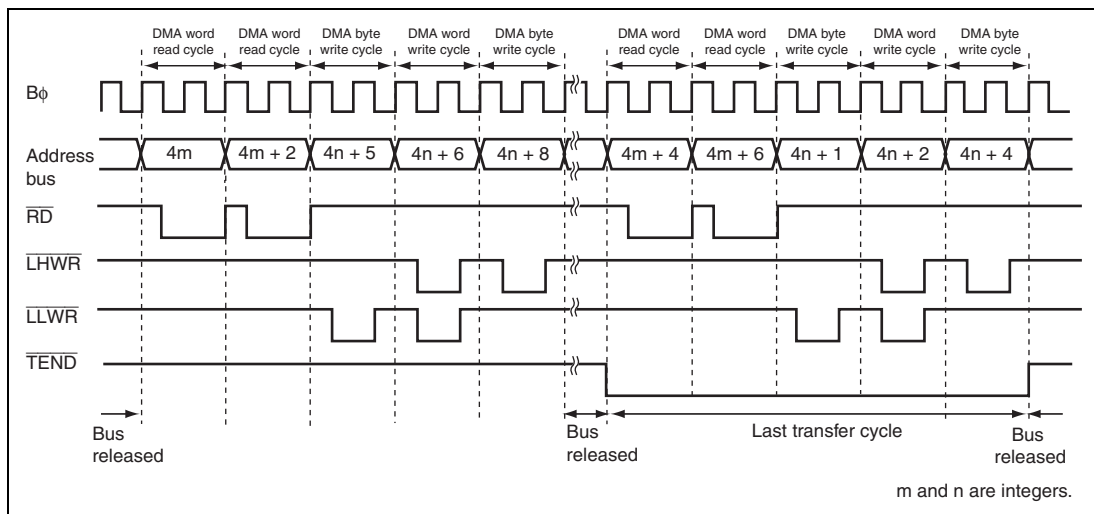 DMA word read cycle
DMA word read cycle
DMA byte write cycle
DMA word write cycle
DMA byte write cycle
DMA word read cycle
DMA word read cycle
DMA byte write cycle
DMA word write cycle
DMA byte write cycle
Bφ
Address bus
4m
4m + 2
4n + 5
4n + 6
4n + 8
4m + 4
4m + 6
4n + 1
4n + 2
4n + 4
RD
LHWR
LLWR
TEND
Bus released
Bus released
Last transfer cycle
Bus released
m and n are integers.